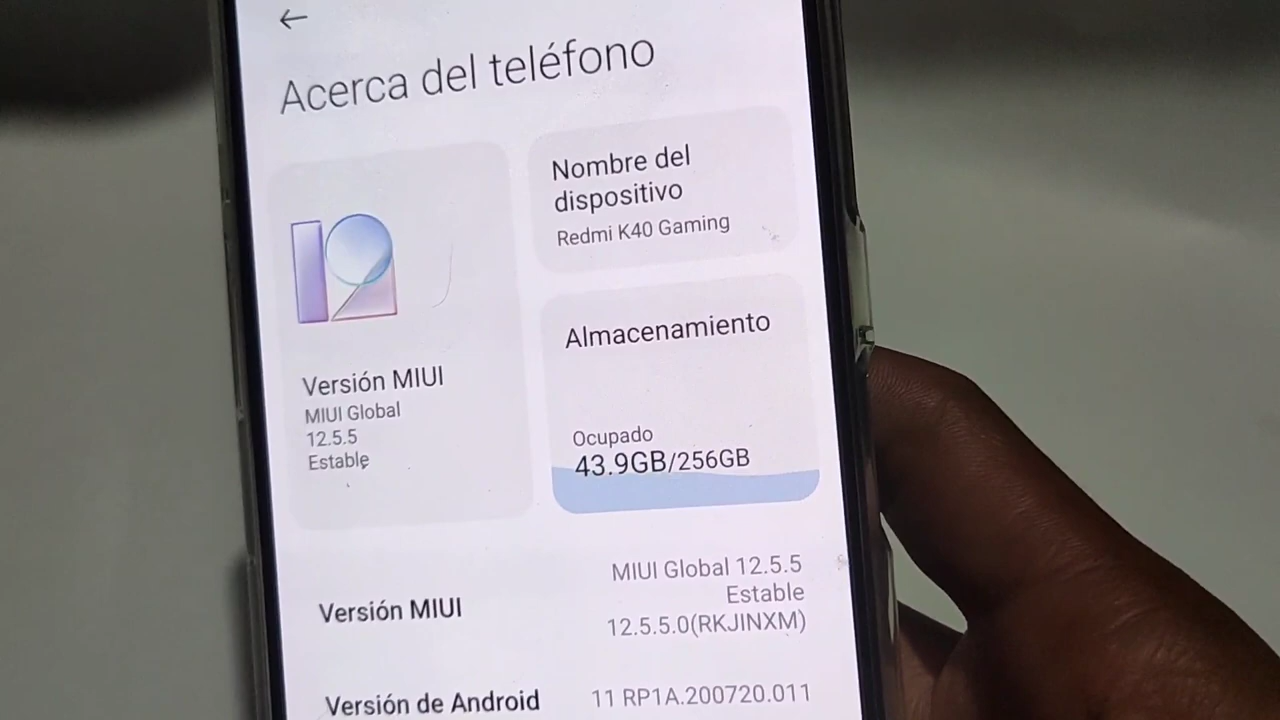 Acerca del teléfono
Nombre del
dispositivo
Redmi K40 Gaming
Versión MIUI
MIUI Global
12.5.5
Estable
Almacenamiento
Ocupado
43.9GB/256GB
Versión MIUI
MIUI Global 12.5.5
Estable
12.5.5.0(RKJINXM)
Versión de Android
11 RP1A.200720.011